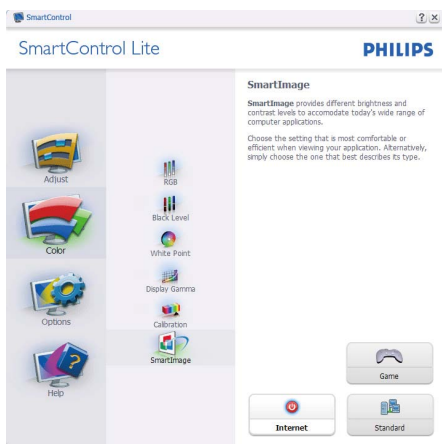 SmartControl
SmartControl Lite
PHILIPS
Adjust
Color
Options
Help
RGB
Black Level
White Point
Display Gamma
Calibration
SmartImage
SmartImage
SmartImage provides different brightness and
contrast levels to accomodate today's wide range of
computer applications.
Choose the setting that is most comfortable or
efficient when viewing your application. Alternatively,
simply choose the one that best describes its type.
Game
Internet
Standard